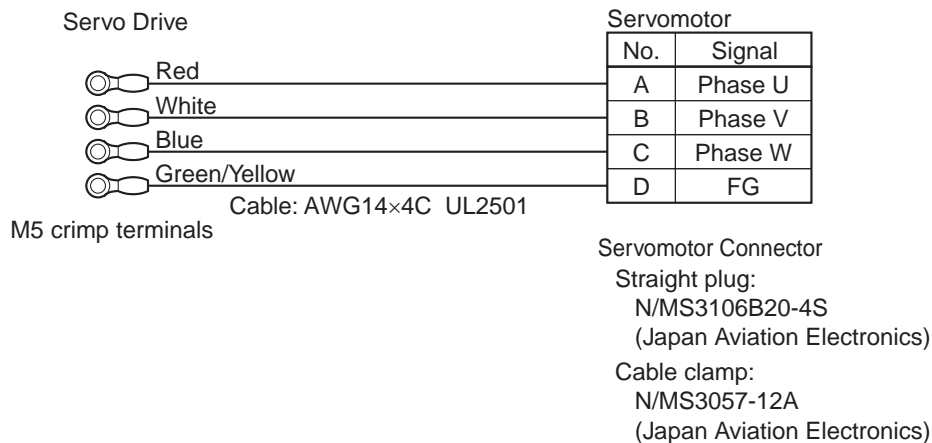 Servo Drive
Servomotor
No. Signal
Red
A Phase U
White
B Phase V
Blue
C Phase W
Green/Yellow
D FG
Cable: AWG14×4C UL2501
M5 crimp terminals
Servomotor Connector
Straight plug:
N/MS3106B20-4S
(Japan Aviation Electronics)
Cable clamp:
N/MS3057-12A
(Japan Aviation Electronics)